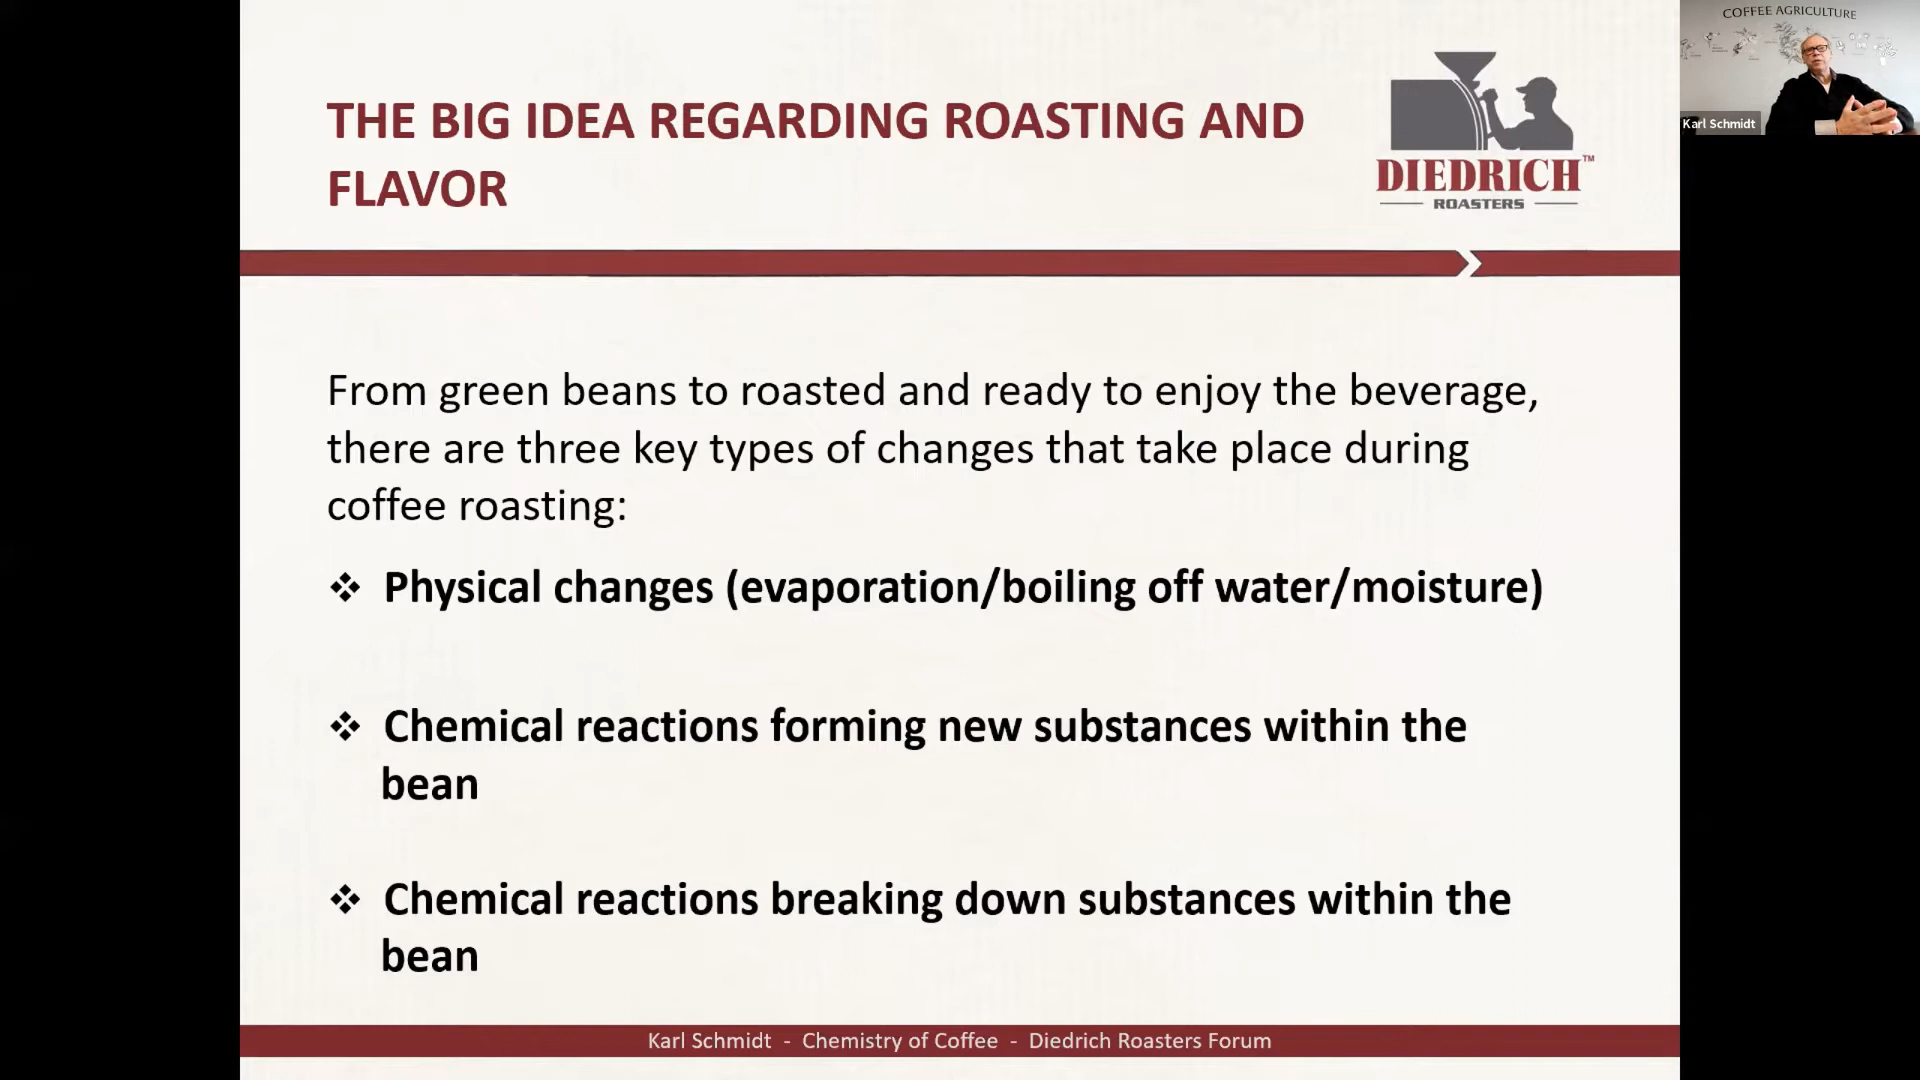 THE BIG IDEA REGARDING ROASTING AND
FLAVOR
DIEDRICH™
ROASTERS
COFFEE AGRICULTURE
Karl Schmidt
From green beans to roasted and ready to enjoy the beverage,
there are three key types of changes that take place during
coffee roasting:
❖ Physical changes (evaporation/boiling off water/moisture)
❖ Chemical reactions forming new substances within the
bean
❖ Chemical reactions breaking down substances within the
bean
Karl Schmidt - Chemistry of Coffee - Diedrich Roasters Forum